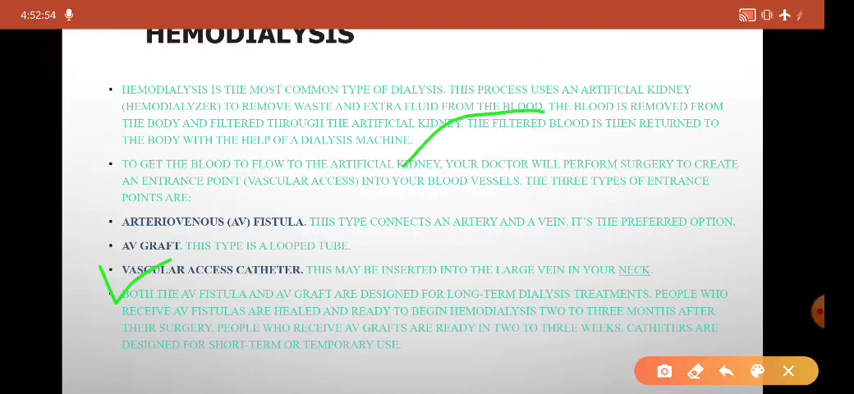 4:52:54
HEMODIALYSIS
• HEMODIALYSIS IS THE MOST COMMON TYPE OF DIALYSIS. THIS PROCESS USES AN ARTIFICIAL KIDNEY
(HEMODIALYZER) TO REMOVE WASTE AND EXTRA FLUID FROM THE BLOOD. THE BLOOD IS REMOVED FROM
THE BODY AND FILTERED THROUGH THE ARTIFICIAL KIDNEY. THE FILTERED BLOOD IS THEN RETURNED TO
THE BODY WITH THE HELP OF A DIALYSIS MACHINE.
• TO GET THE BLOOD TO FLOW TO THE ARTIFICIAL KIDNEY, YOUR DOCTOR WILL PERFORM SURGERY TO CREATE
AN ENTRANCE POINT (VASCULAR ACCESS) INTO YOUR BLOOD VESSELS. THE THREE TYPES OF ENTRANCE
POINTS ARE:
• ARTERIOVENOUS (AV) FISTULA. THIS TYPE CONNECTS AN ARTERY AND A VEIN. IT'S THE PREFERRED OPTION.
• AV GRAFT. THIS TYPE IS A LOOPED TUBE.
• VASCULAR ACCESS CATHETER. THIS MAY BE INSERTED INTO THE LARGE VEIN IN YOUR NECK.
• BOTH THE AV FISTULA AND AV GRAFT ARE DESIGNED FOR LONG-TERM DIALYSIS TREATMENTS. PEOPLE WHO
RECEIVE AV FISTULAS ARE HEALED AND READY TO BEGIN HEMODIALYSIS TWO TO THREE MONTHS AFTER
THEIR SURGERY. PEOPLE WHO RECEIVE AV GRAFTS ARE READY IN TWO TO THREE WEEKS. CATHETERS ARE
DESIGNED FOR SHORT-TERM OR TEMPORARY USE.